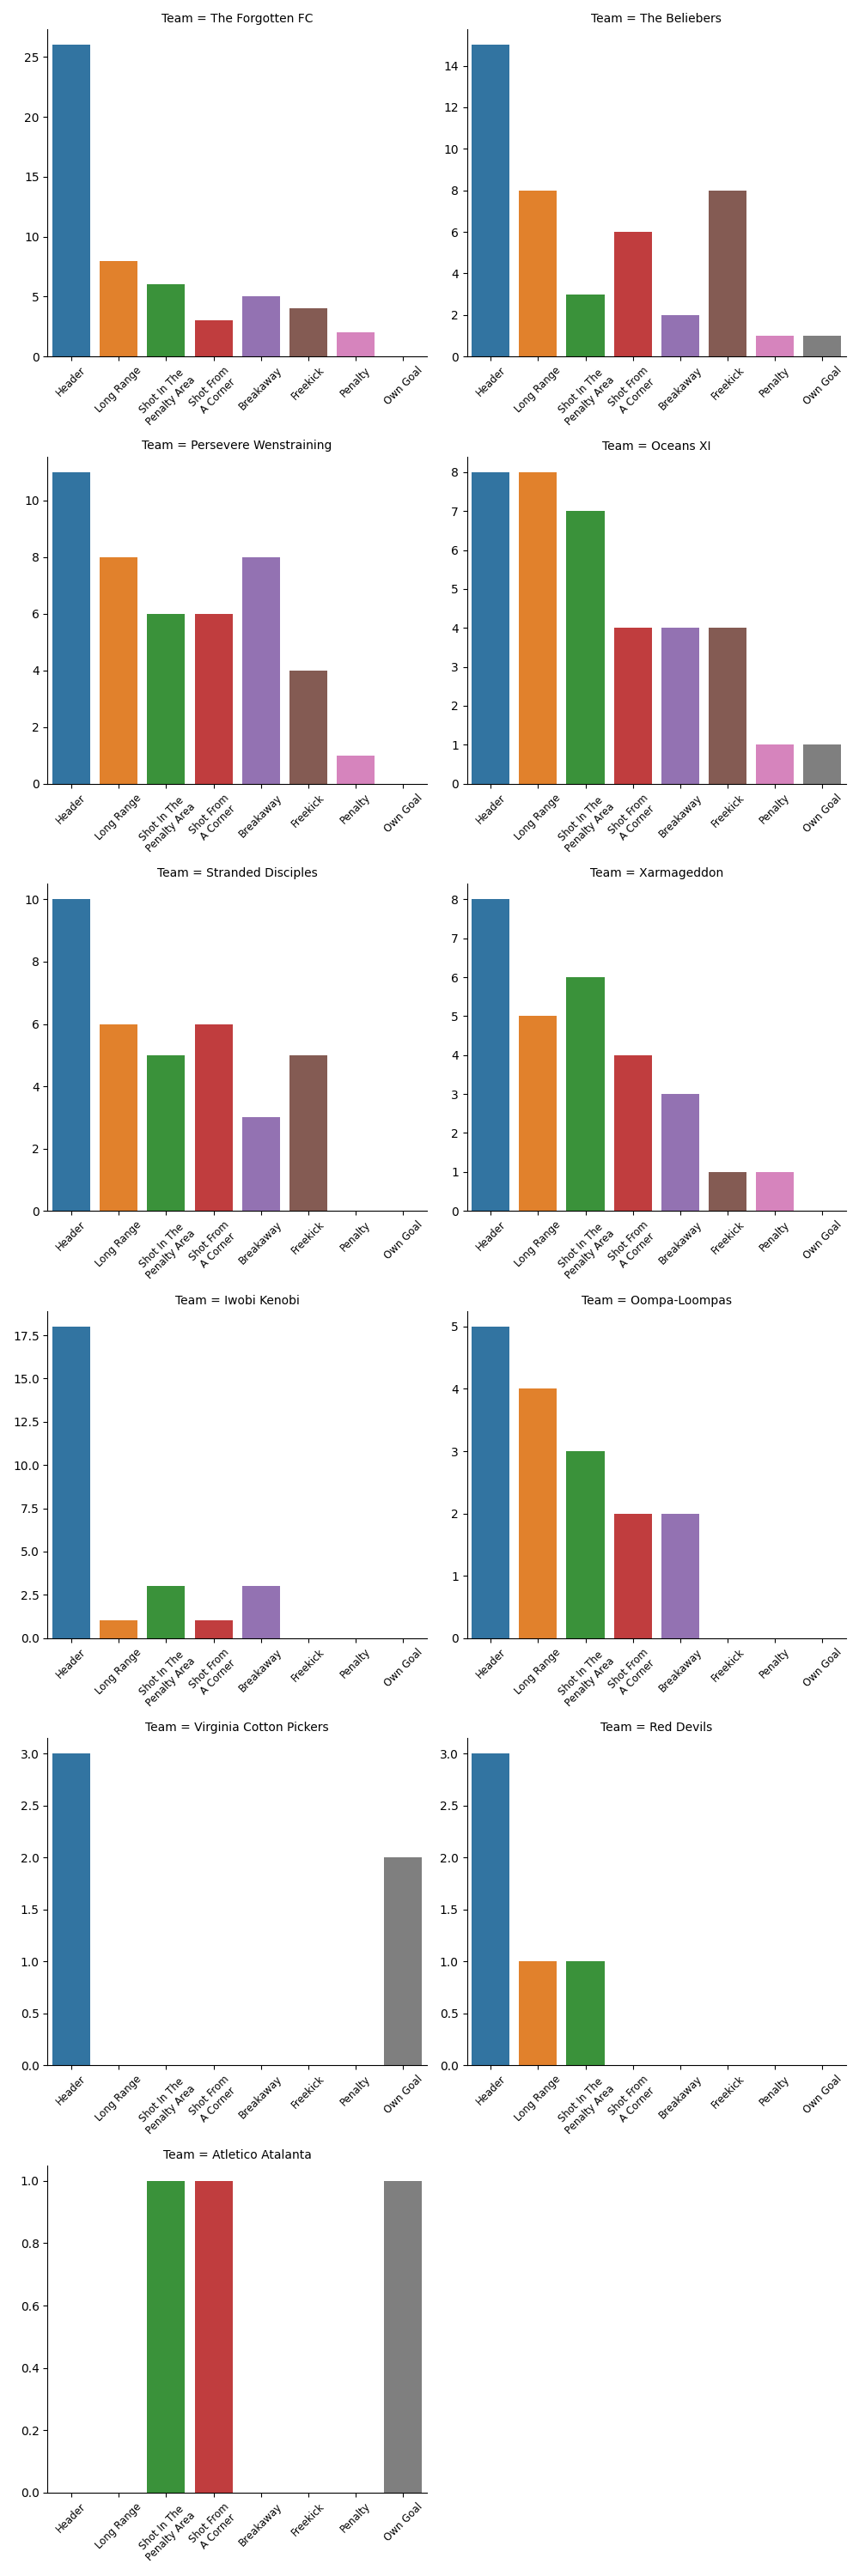 Team = The Forgotten FC
25
20
15
10
5
0
Header
Long Range
Shot In The
Penalty Area
Shot From
A Corner
Breakaway
Freekick
Penalty
Own Goal
Team = The Beliebers
14
12
10
8
6
4
2
0
Header
Long Range
Shot In The
Penalty Area
Shot From
A Corner
Breakaway
Freekick
Penalty
Own Goal
Team = Persevere Wenstraining
10
8
6
4
2
0
Header
Long Range
Shot In The
Penalty Area
Shot From
A Corner
Breakaway
Freekick
Penalty
Own Goal
Team = Oceans XI
8
7
6
5
4
3
2
1
0
Header
Long Range
Shot In The
Penalty Area
Shot From
A Corner
Breakaway
Freekick
Penalty
Own Goal
Team = Stranded Disciples
10
8
6
4
2
0
Header
Long Range
Shot In The
Penalty Area
Shot From
A Corner
Breakaway
Freekick
Penalty
Own Goal
Team = Xarmageddon
8
7
6
5
4
3
2
1
0
Header
Long Range
Shot In The
Penalty Area
Shot From
A Corner
Breakaway
Freekick
Penalty
Own Goal
Team = Iwobi Kenobi
17.5
15.0
12.5
10.0
7.5
5.0
2.5
0.0
Header
Long Range
Shot In The
Penalty Area
Shot From
A Corner
Breakaway
Freekick
Penalty
Own Goal
Team = Oompa-Loompas
5
4
3
2
1
0
Header
Long Range
Shot In The
Penalty Area
Shot From
A Corner
Breakaway
Freekick
Penalty
Own Goal
Team = Virginia Cotton Pickers
3.0
2.5
2.0
1.5
1.0
0.5
0.0
Header
Long Range
Shot In The
Penalty Area
Shot From
A Corner
Breakaway
Freekick
Penalty
Own Goal
Team = Red Devils
3.0
2.5
2.0
1.5
1.0
0.5
0.0
Header
Long Range
Shot In The
Penalty Area
Shot From
A Corner
Breakaway
Freekick
Penalty
Own Goal
Team = Atletico Atalanta
1.0
0.8
0.6
0.4
0.2
0.0
Header
Long Range
Shot In The
Penalty Area
Shot From
A Corner
Breakaway
Freekick
Penalty
Own Goal